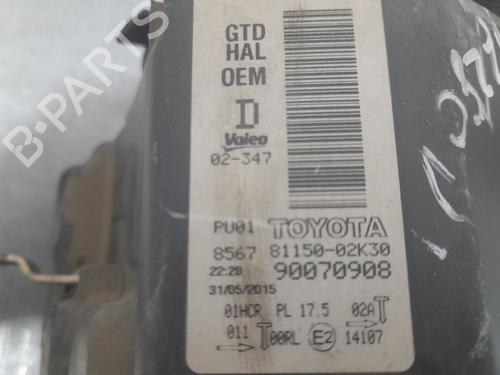 GTD
HAL
OEM
D
Valeo
02-347
PU01 TOYOTA
8567 81150-02K30
22:28 90070908
31/05/2015
01HCR PL 17.5 02A
011 00RL E2 14107